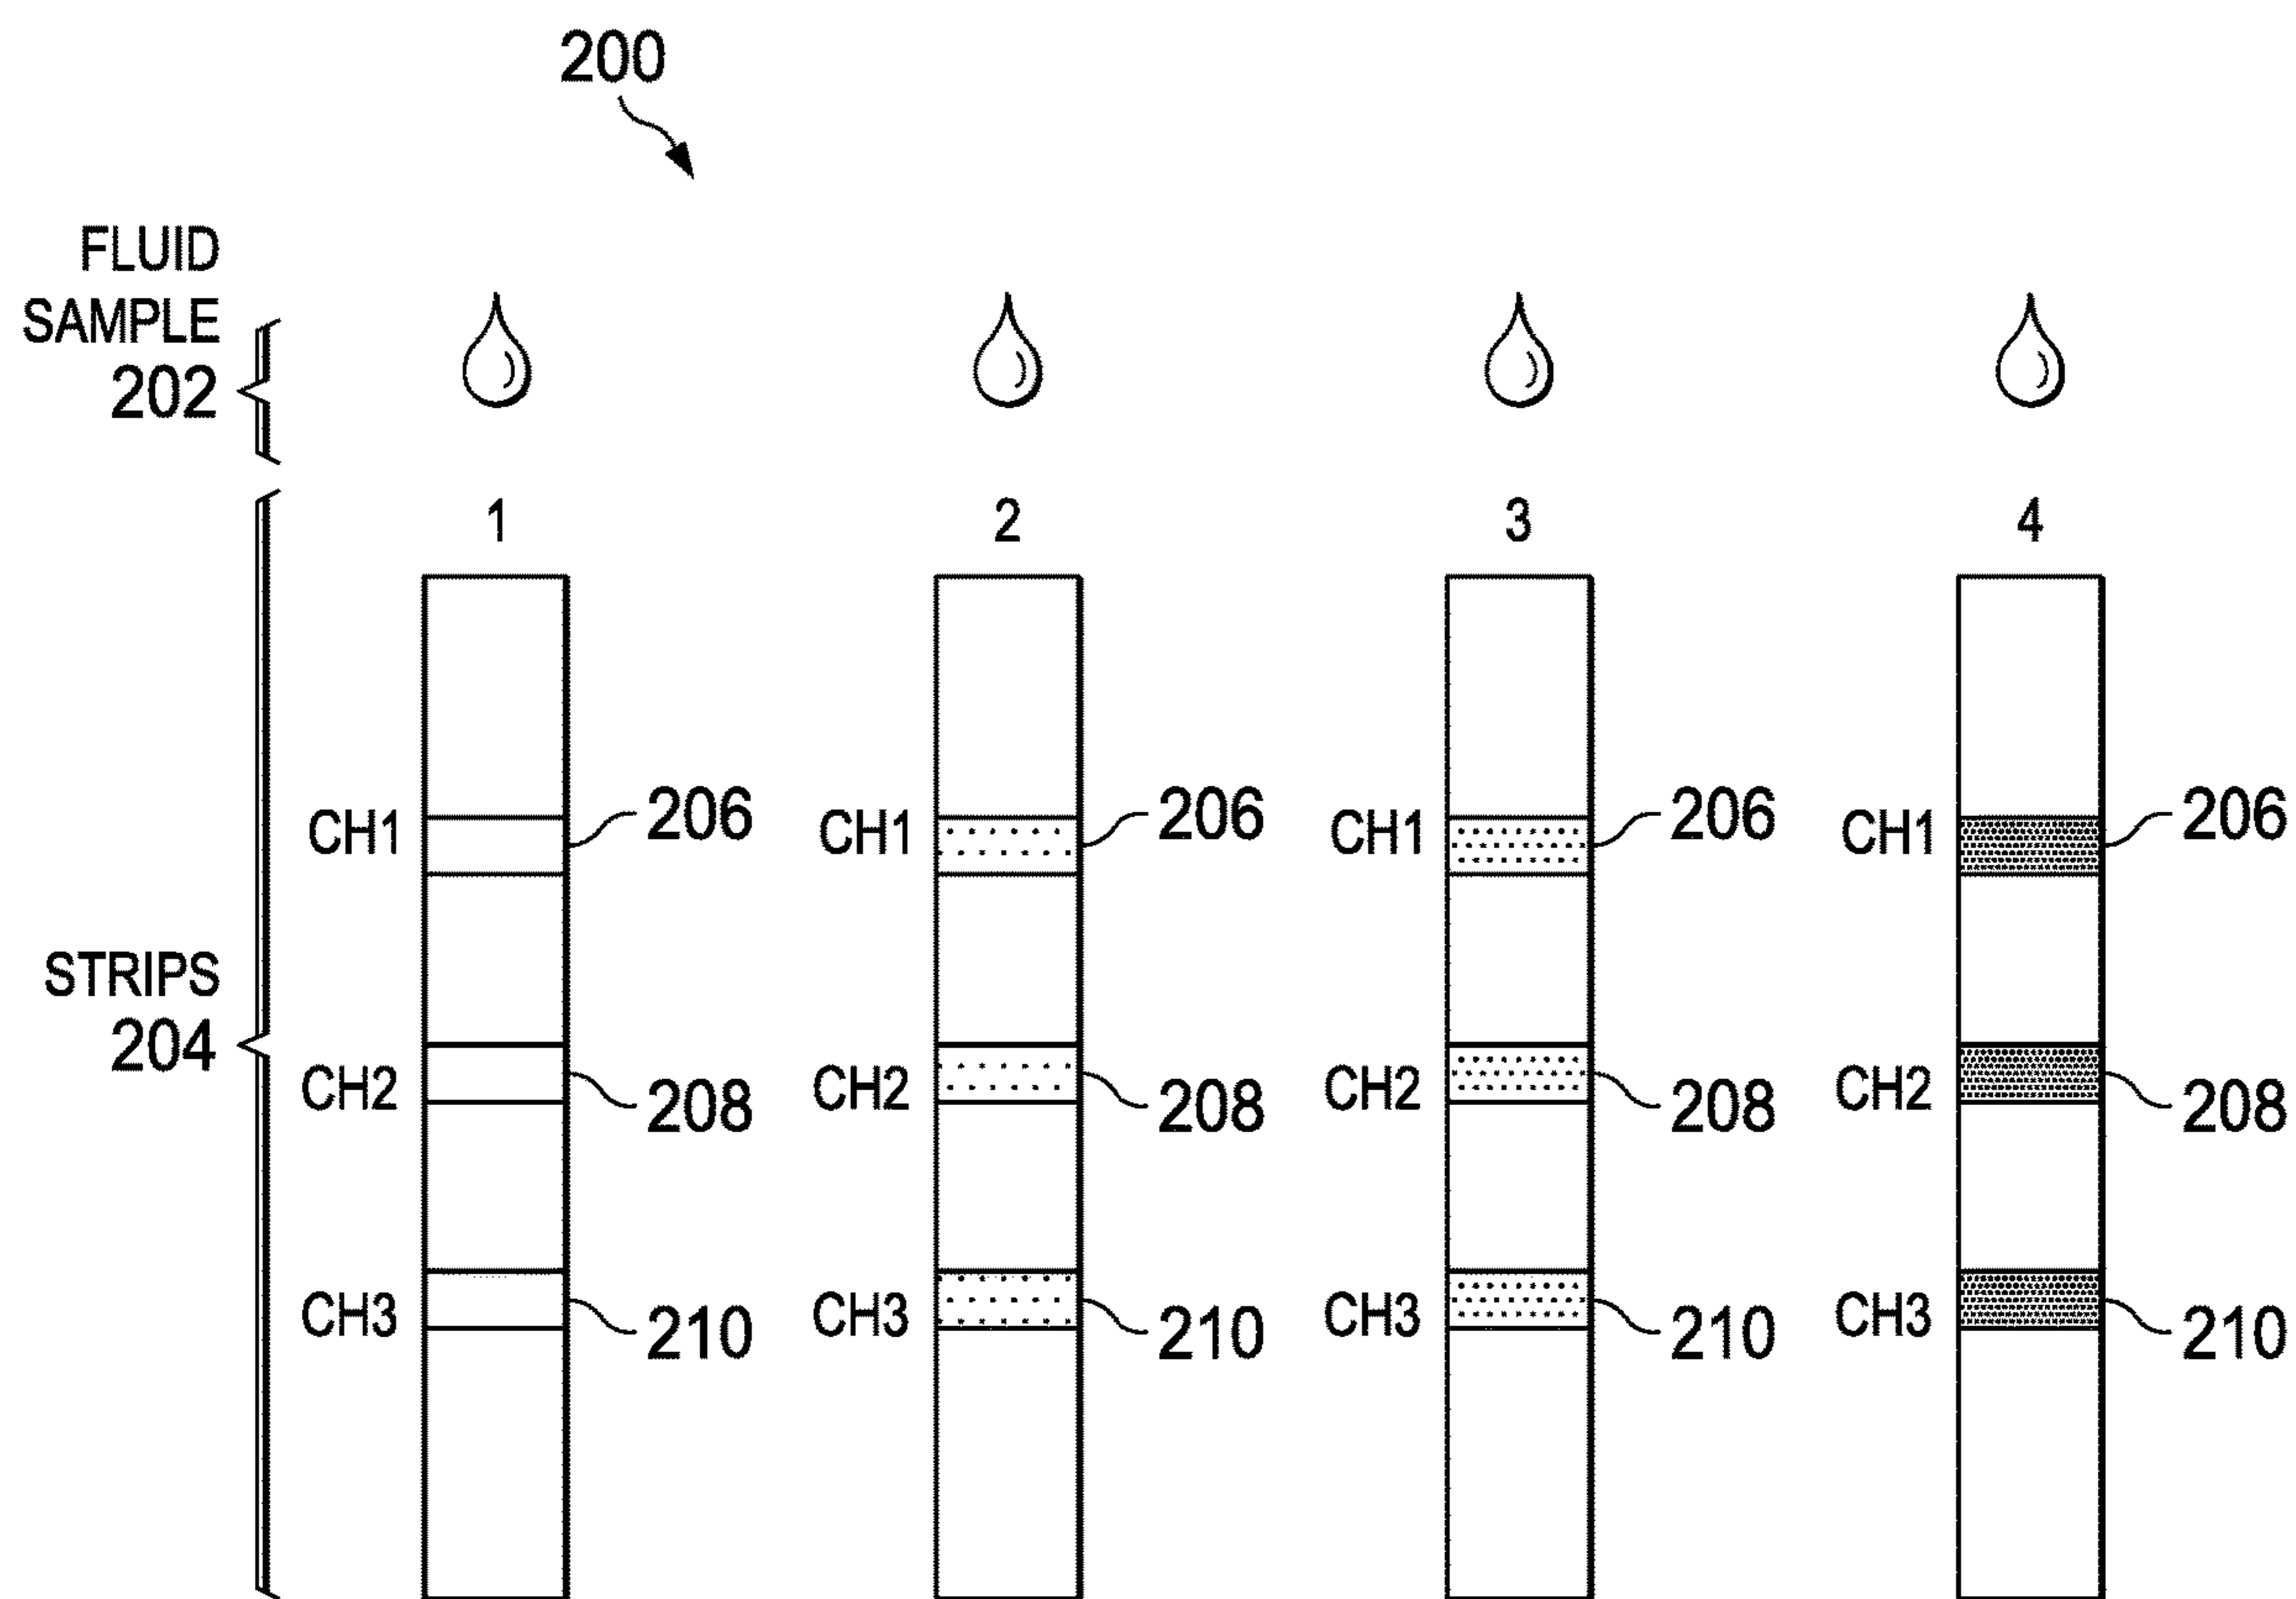 200
FLUID
SAMPLE
202
1 2 3 4
CH1 206 CH1 206 CH1 206 CH1 206
STRIPS
204
CH2 208 CH2 208 CH2 208 CH2 208
CH3 210 CH3 210 CH3 210 CH3 210